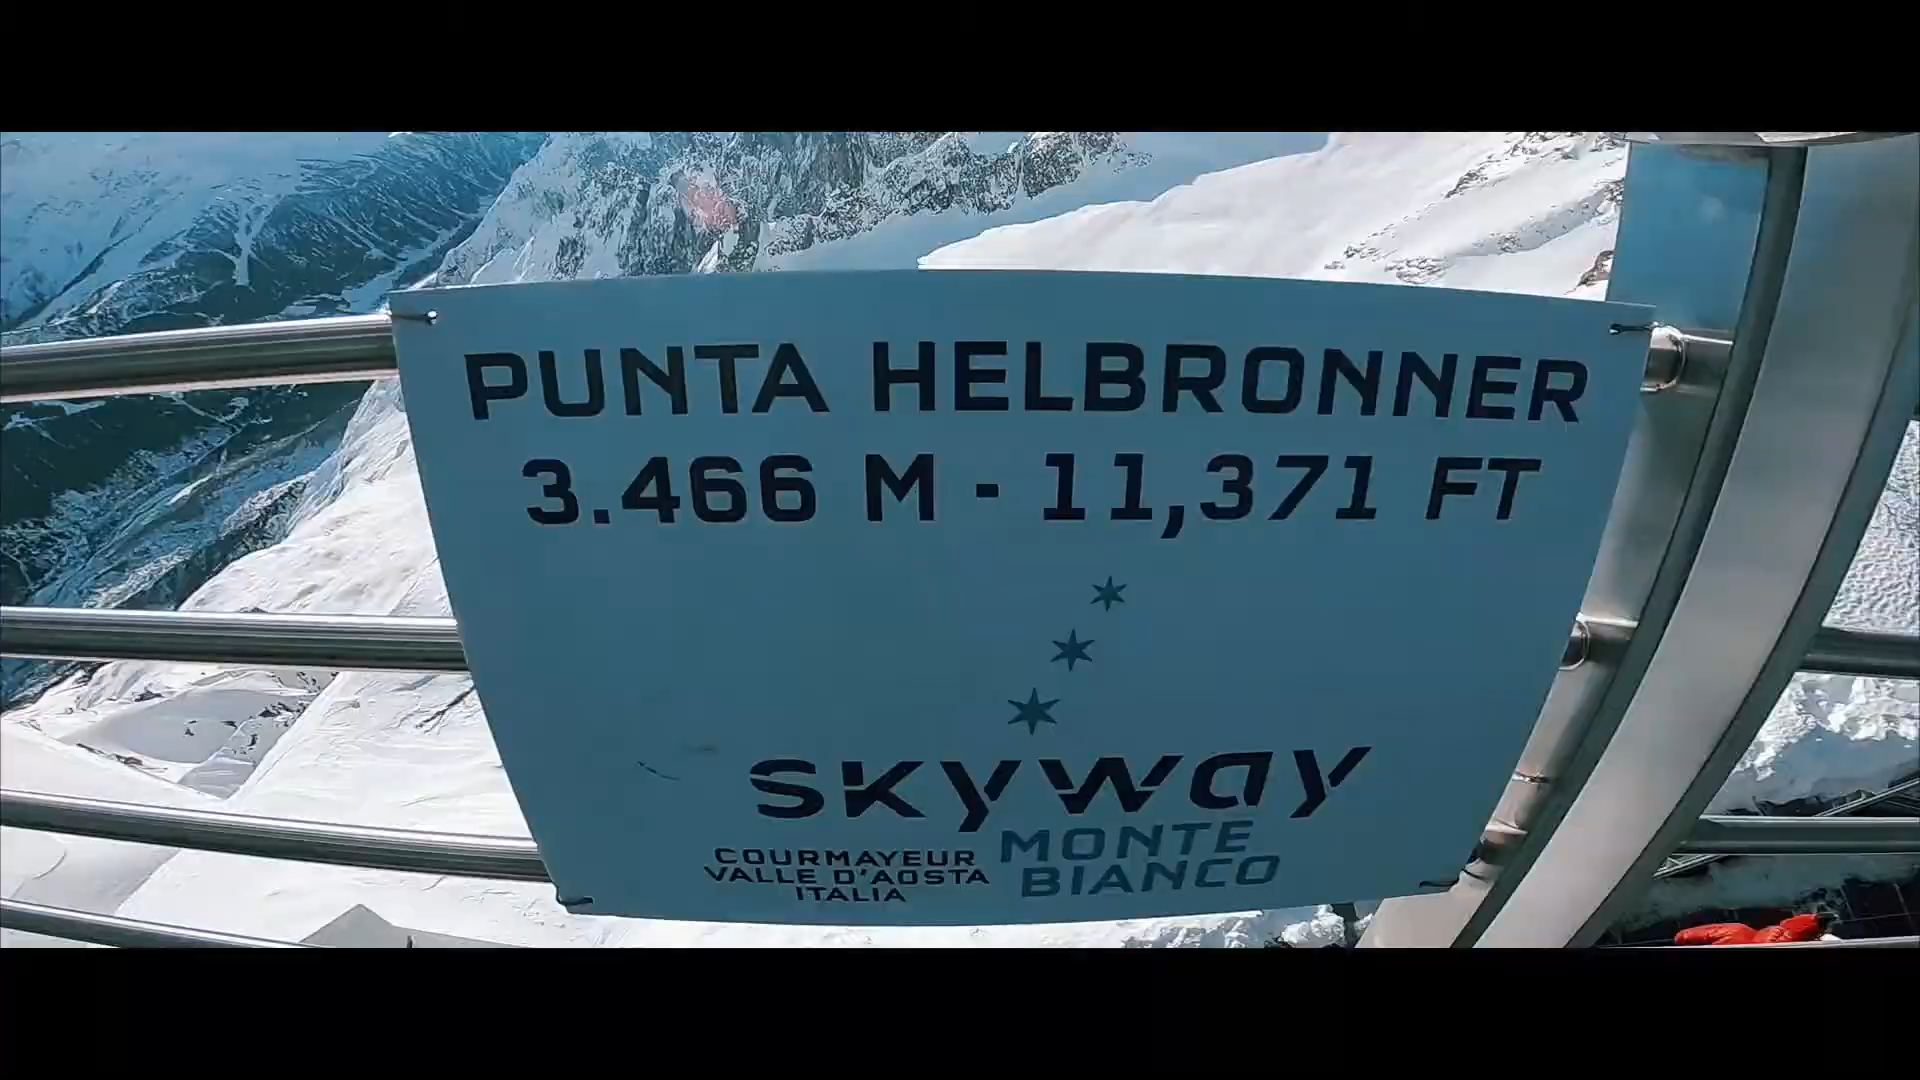 PUNTA HELBRONNER
3.466 M - 11,371 FT
skyway
MONTE
BIANCO
COURMAYEUR
VALLE D'AOSTA
ITALIA